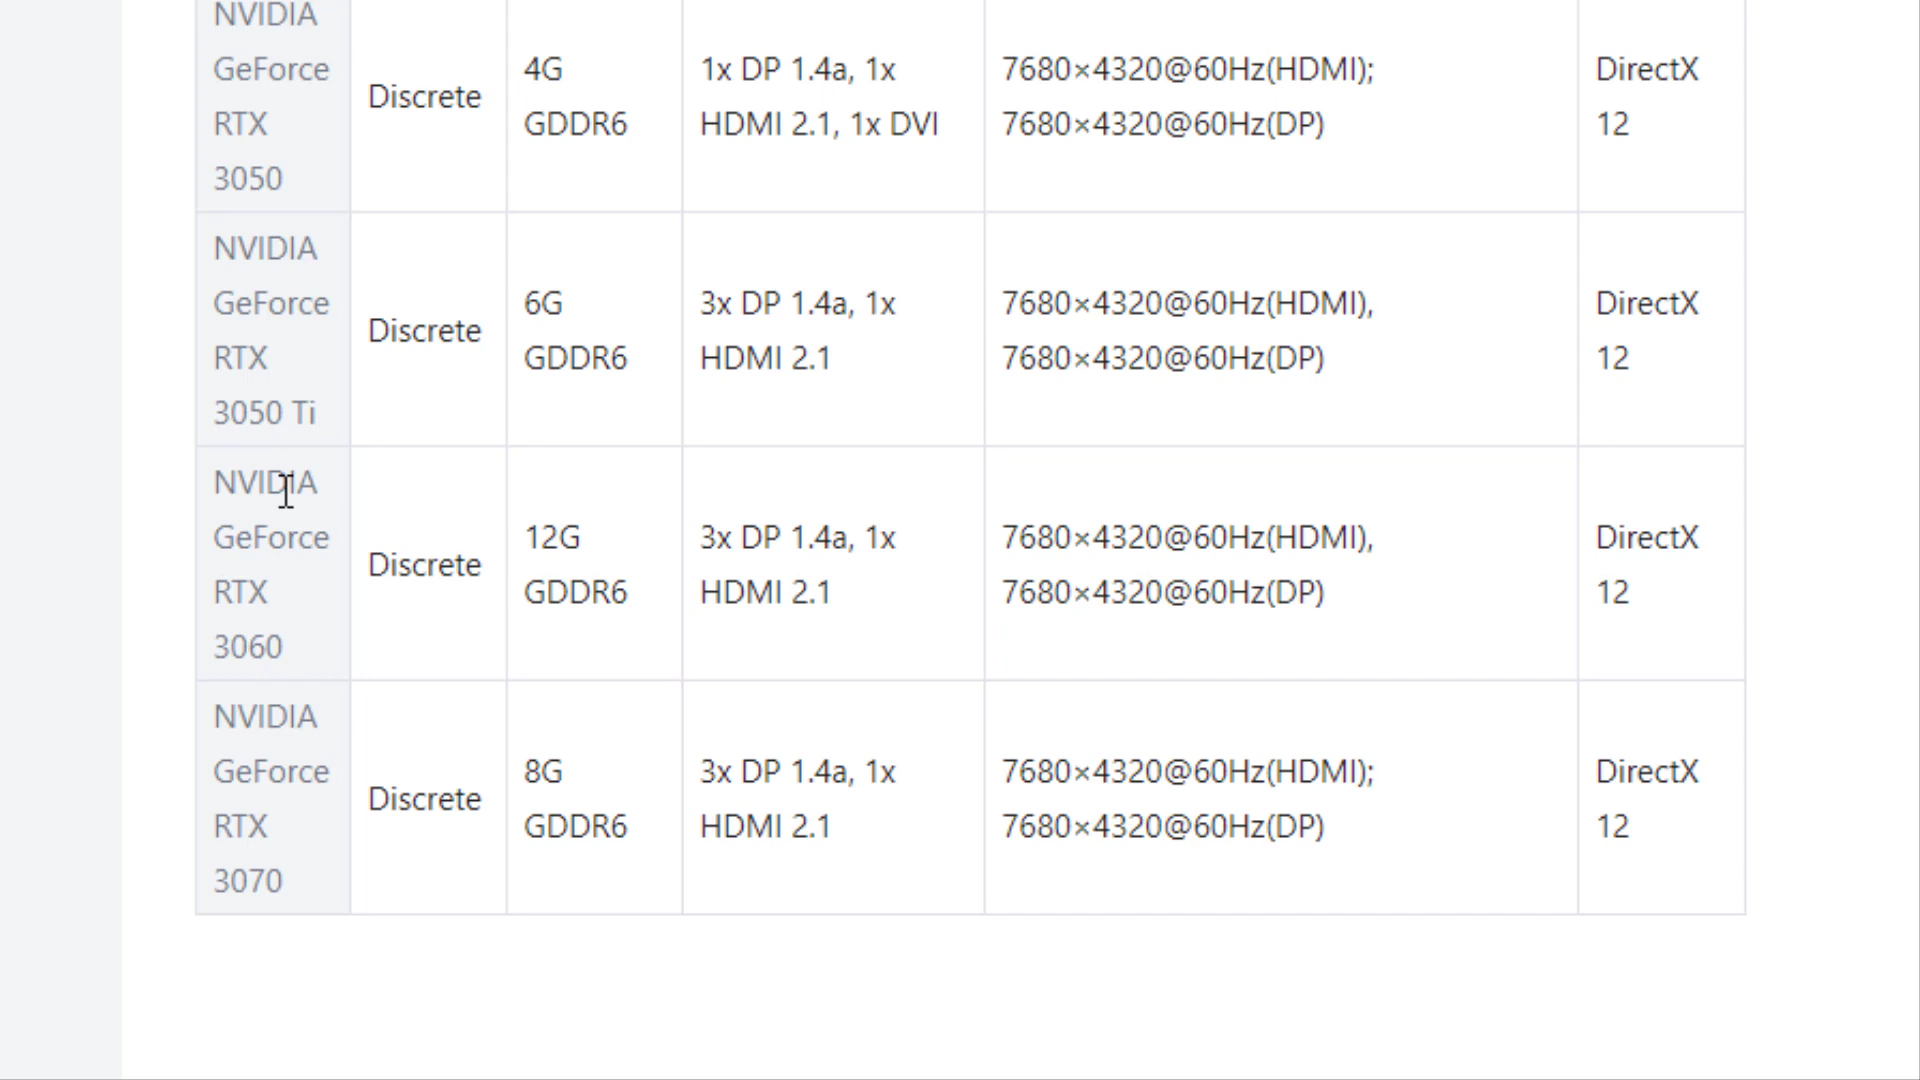 NVIDIA
GeForce
RTX
3050
Discrete
4G
GDDR6
1x DP 1.4a, 1x
HDMI 2.1, 1x DVI
7680×4320@60Hz(HDMI);
7680×4320@60Hz(DP)
DirectX
12
NVIDIA
GeForce
RTX
3050 Ti
Discrete
6G
GDDR6
3x DP 1.4a, 1x
HDMI 2.1
7680×4320@60Hz(HDMI),
7680×4320@60Hz(DP)
DirectX
12
NVIDIA
GeForce
RTX
3060
Discrete
12G
GDDR6
3x DP 1.4a, 1x
HDMI 2.1
7680×4320@60Hz(HDMI),
7680×4320@60Hz(DP)
DirectX
12
NVIDIA
GeForce
RTX
3070
Discrete
8G
GDDR6
3x DP 1.4a, 1x
HDMI 2.1
7680×4320@60Hz(HDMI);
7680×4320@60Hz(DP)
DirectX
12